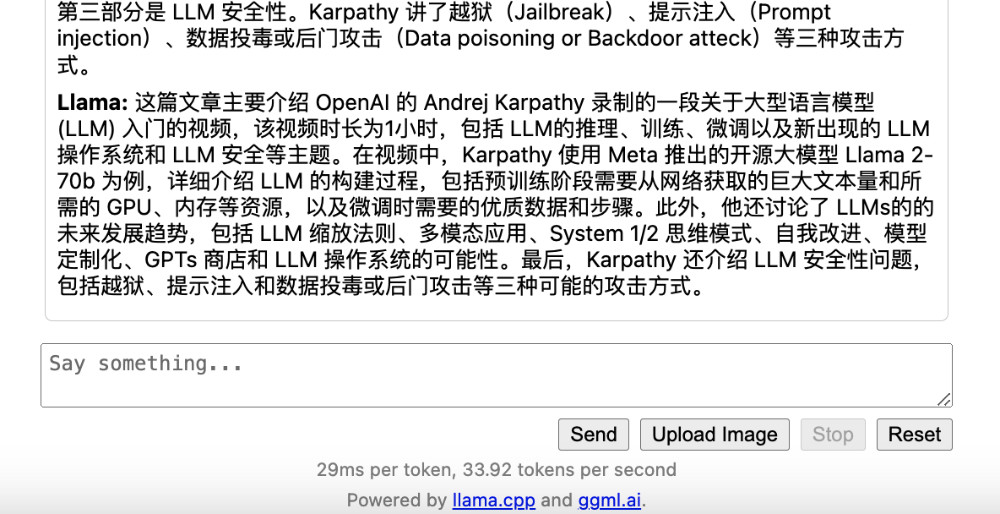 第三部分是 LLM 安全性。Karpathy 讲了越狱（Jailbreak）、提示注入（Prompt
injection）、数据投毒或后门攻击（Data poisoning or Backdoor atteck）等三种攻击方
式。
Llama: 这篇文章主要介绍 OpenAI 的 Andrej Karpathy 录制的一段关于大型语言模型
(LLM) 入门的视频，该视频时长为1小时，包括 LLM的推理、训练、微调以及新出现的 LLM
操作系统和 LLM 安全等主题。在视频中，Karpathy 使用 Meta 推出的开源大模型 Llama 2-
70b 为例，详细介绍 LLM 的构建过程，包括预训练阶段需要从网络获取的巨大文本量和所
需的 GPU、内存等资源，以及微调时需要的优质数据和步骤。此外，他还讨论了 LLMs的的
未来发展趋势，包括 LLM 缩放法则、多模态应用、System 1/2 思维模式、自我改进、模型
定制化、GPTs 商店和 LLM 操作系统的可能性。最后，Karpathy 还介绍 LLM 安全性问题，
包括越狱、提示注入和数据投毒或后门攻击等三种可能的攻击方式。
Say something...
Send Upload Image Stop Reset
29ms per token, 33.92 tokens per second
Powered by llama.cpp and ggml.ai.